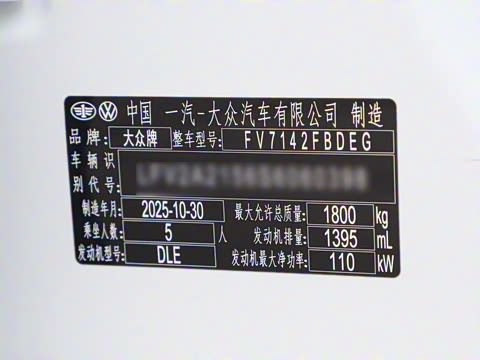 中国 一汽-大众汽车有限公司 制造
品牌: 大众牌 整车型号: FV7142FBDEG
车辆识
别代号:
制造年月: 2025-10-30 最大允许总质量: 1800 kg
乘坐人数: 5 人 发动机排量: 1395 mL
发动机型号: DLE 发动机最大净功率: 110 kW